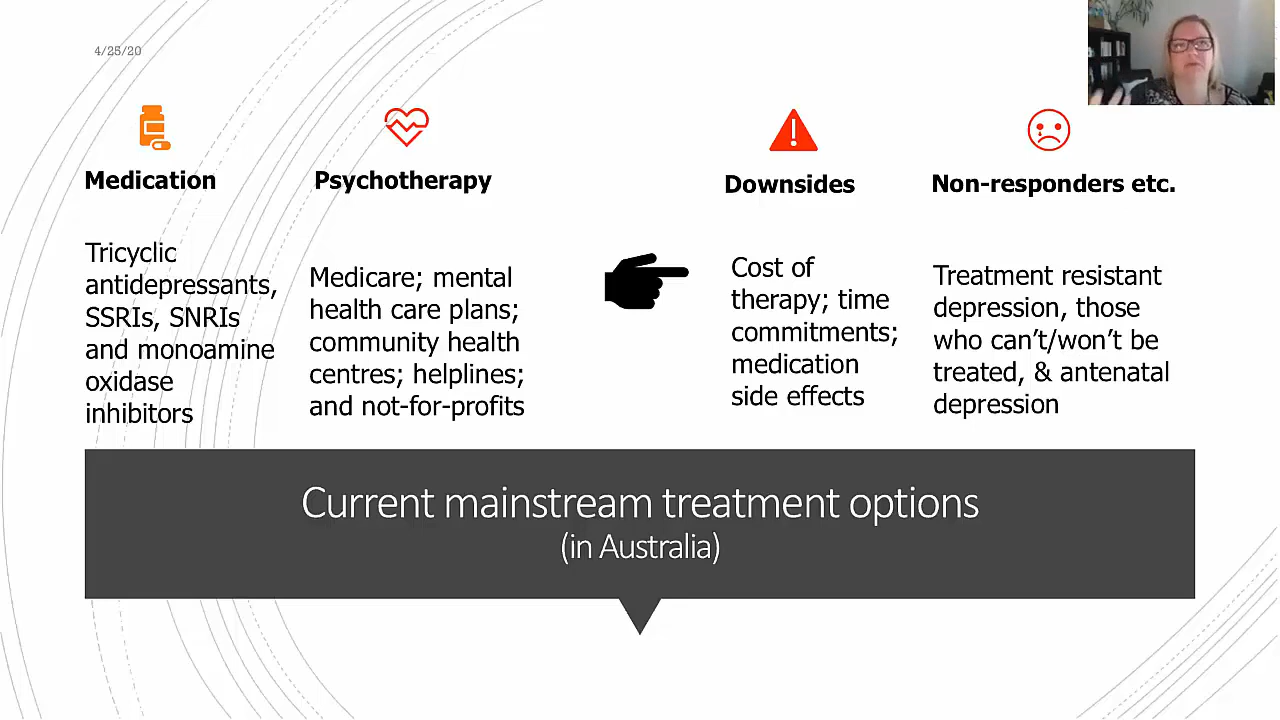 4/25/20
Medication
Tricyclic
antidepressants,
SSRIs, SNRIs
and monoamine
oxidase
inhibitors
Psychotherapy
Medicare; mental
health care plans;
community health
centres; helplines;
and not-for-profits
Downsides
Cost of
therapy; time
commitments;
medication
side effects
Non-responders etc.
Treatment resistant
depression, those
who can’t/won’t be
treated, & antenatal
depression
Current mainstream treatment options
(in Australia)